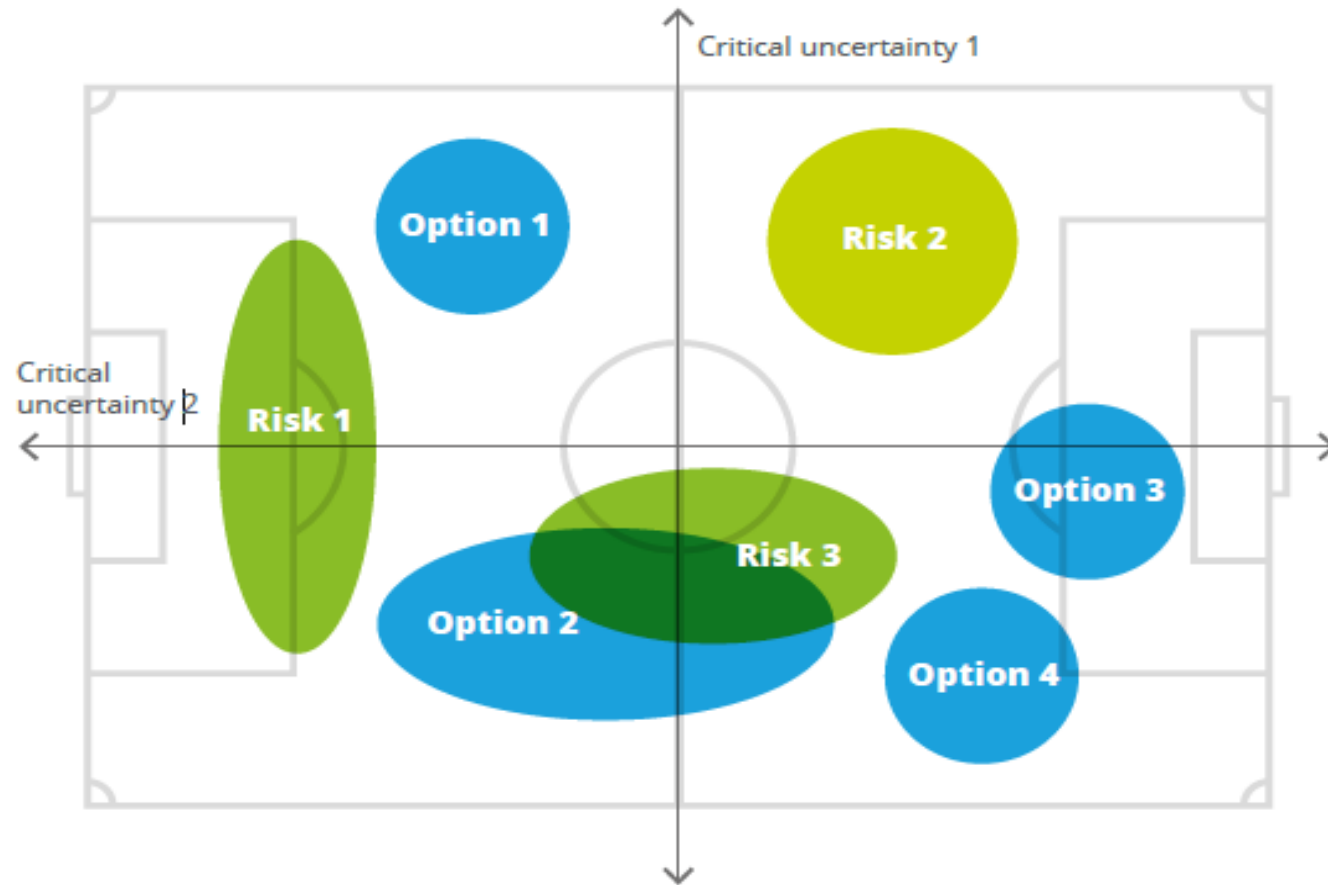 Critical uncertainty 1
Option 1
Risk 2
Critical
uncertainty 2
Risk 1
Option 3
Risk 3
Option 2
Option 4